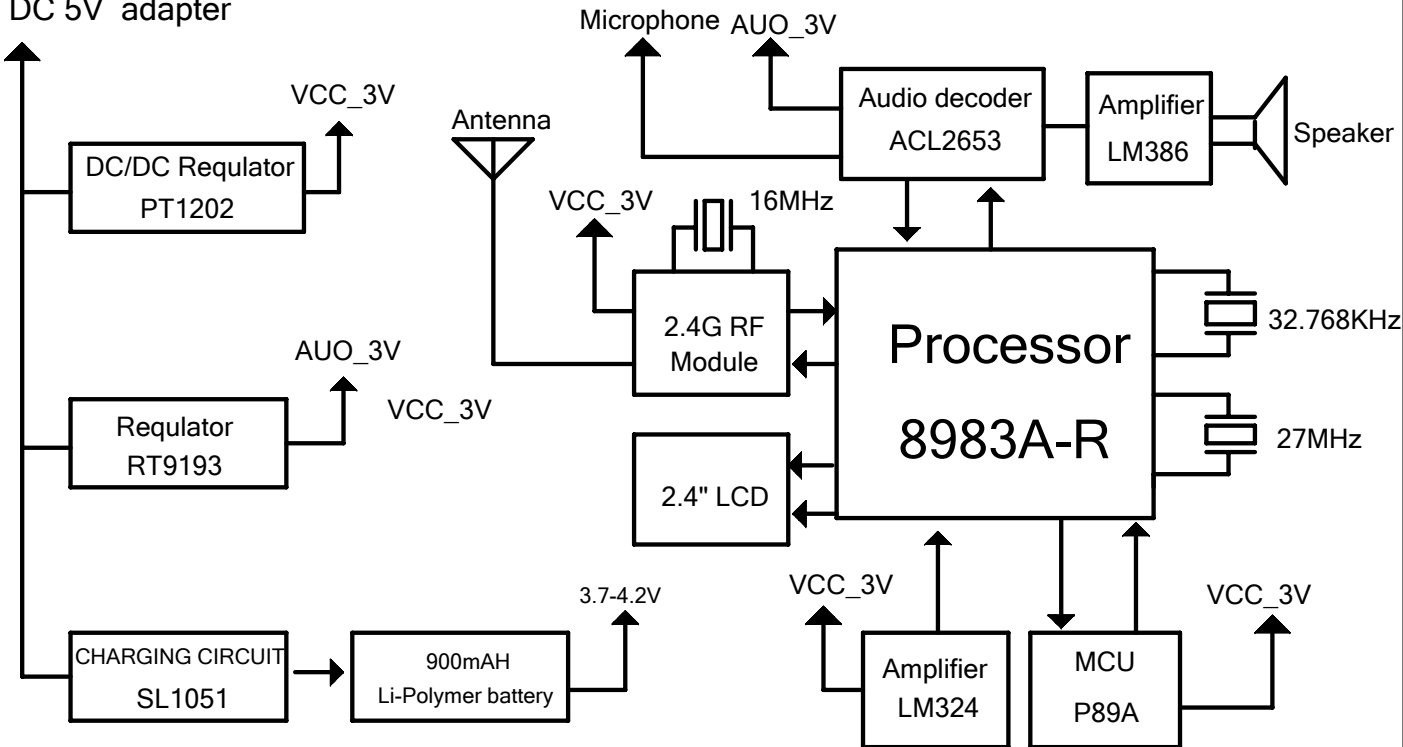 DC 5V adapter
Microphone
AUO_3V
VCC_3V
Antenna
Audio decoder
ACL2653
Amplifier
LM386
Speaker
DC/DC Requlator
PT1202
VCC_3V
16MHz
2.4G RF
Module
Processor
8983A-R
32.768KHz
27MHz
AUO_3V
VCC_3V
Requlator
RT9193
2.4" LCD
3.7-4.2V
VCC_3V
VCC_3V
CHARGING CIRCUIT
SL1051
900mAH
Li-Polymer battery
Amplifier
LM324
MCU
P89A